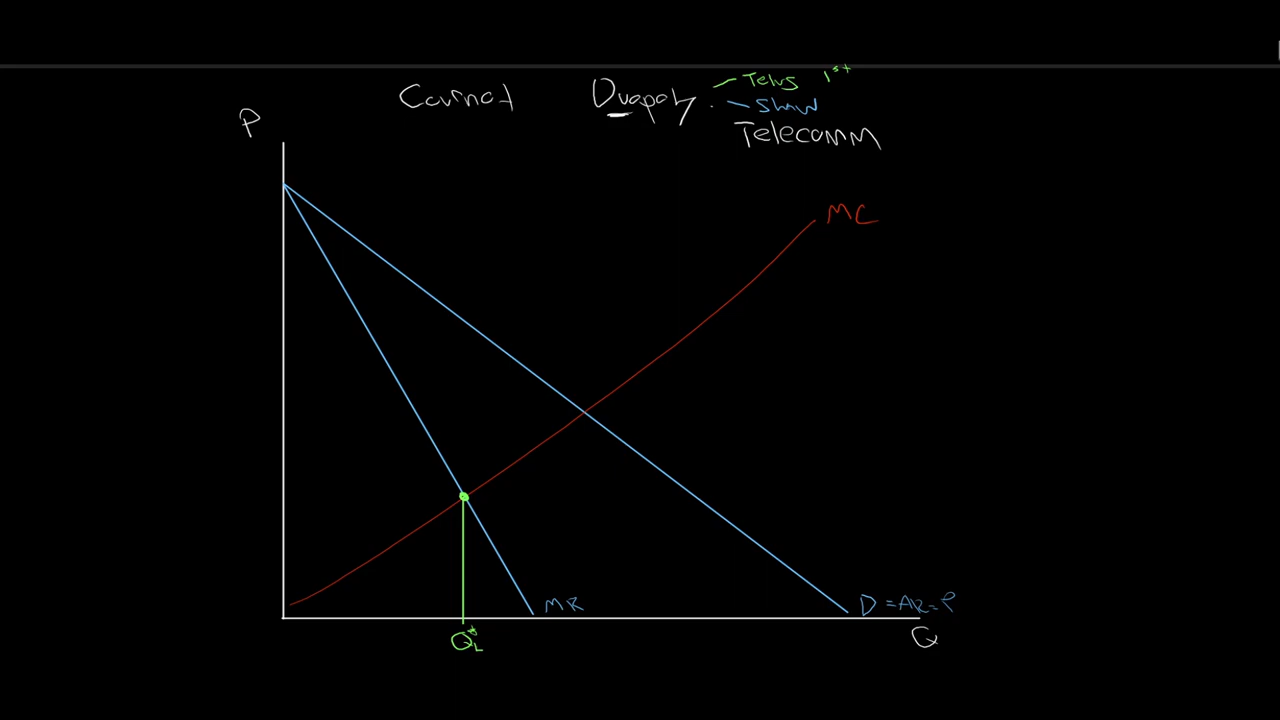 Telus 1st
Cournot Duopoly
Shaw
Telecomm
P
MC
MR
D = AR = P
Q*L
Q